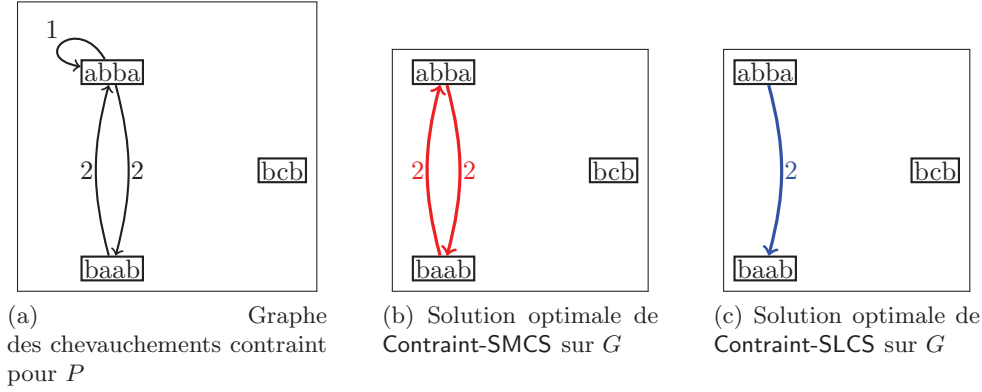 1
abba
2 2
bcb
baab
(a) Graphe
des chevauchements contraint
pour P
abba
2 2
bcb
baab
(b) Solution optimale de
Contraint-SMCS sur G
abba
2
bcb
baab
(c) Solution optimale de
Contraint-SLCS sur G